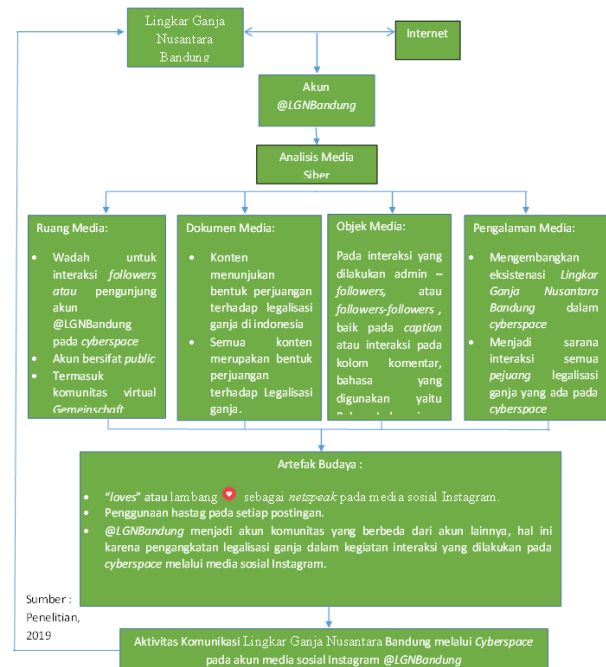 Lingkar Ganja
Nusantara
Bandung
Internet
Akun
@LGNBandung
Analisis Media
Siber
Ruang Media:
• Wadah untuk
interaksi followers
atau pengunjung
akun
@LGNBandung
pada cyberspace
• Akun bersifat public
• Termasuk
komunitas virtual
Gemeinschaft
Dokumen Media:
• Konten
menunjukan
bentuk perjuangan
terhadap legalisasi
ganja di indonesia
• Semua konten
merupakan bentuk
perjuangan
terhadap Legalisasi
ganja.
Objek Media:
Pada interaksi yang
dilakukan admin –
followers, atau
followers-followers ,
baik pada caption
atau interaksi pada
kolom komentar,
bahasa yang
digunakan yaitu
Pengalaman Media:
• Mengembangkan
eksistenasi Lingkar
Ganja Nusantara
Bandung dalam
cyberspace
• Menjadi sarana
interaksi semua
pejuang legalisasi
ganja yang ada pada
cyberspace
Artefak Budaya :
• “loves” atau lambang sebagai netspeak pada media sosial Instagram.
• Penggunaan hastag pada setiap postingan.
• @LGNBandung menjadi akun komunitas yang berbeda dari akun lainnya, hal ini
karena pengangkatan legalisasi ganja dalam kegiatan interaksi yang dilakukan pada
cyberspace melalui media sosial Instagram.
Sumber :
Penelitian,
2019
Aktivitas Komunikasi Lingkar Ganja Nusantara Bandung melalui Cyberspace
pada akun media sosial Instagram @LGNBandung